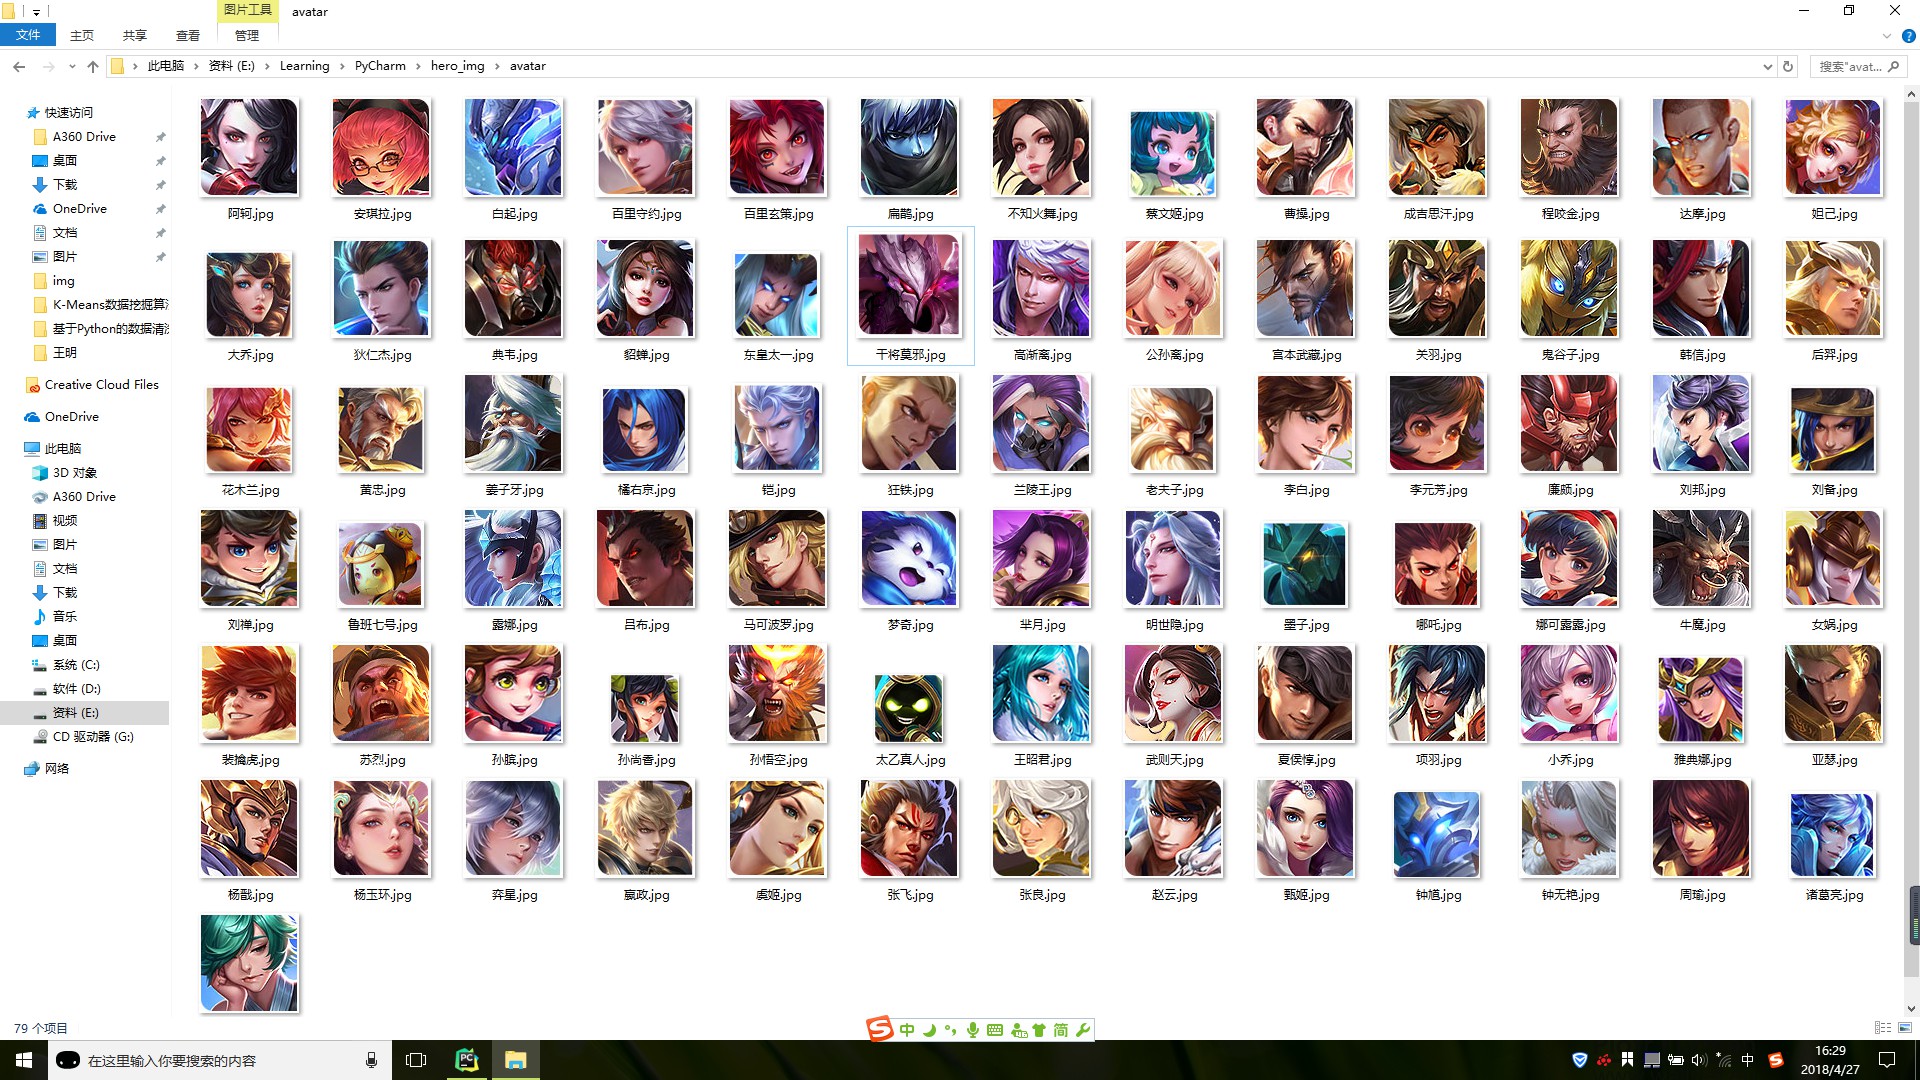 图片工具
avatar
文件
主页
共享
查看
管理
此电脑 › 资料 (E:) › Learning › PyCharm › hero_img › avatar
搜索"avat...
快速访问
A360 Drive
桌面
下载
OneDrive
文档
图片
img
K-Means数据挖掘算
基于Python的数据清洗
王明
Creative Cloud Files
OneDrive
此电脑
3D 对象
A360 Drive
视频
图片
文档
下载
音乐
桌面
系统 (C:)
软件 (D:)
资料 (E:)
CD 驱动器 (G:)
网络
阿轲.jpg 安琪拉.jpg 白起.jpg 百里守约.jpg 百里玄策.jpg 扁鹊.jpg 不知火舞.jpg 蔡文姬.jpg 曹操.jpg 成吉思汗.jpg 程咬金.jpg 达摩.jpg 妲己.jpg
大乔.jpg 狄仁杰.jpg 典韦.jpg 貂蝉.jpg 东皇太一.jpg 干将莫邪.jpg 高渐离.jpg 公孙离.jpg 宫本武藏.jpg 关羽.jpg 鬼谷子.jpg 韩信.jpg 后羿.jpg
花木兰.jpg 黄忠.jpg 姜子牙.jpg 橘右京.jpg 铠.jpg 狂铁.jpg 兰陵王.jpg 老夫子.jpg 李白.jpg 李元芳.jpg 廉颇.jpg 刘邦.jpg 刘备.jpg
刘禅.jpg 鲁班七号.jpg 露娜.jpg 吕布.jpg 马可波罗.jpg 梦奇.jpg 芈月.jpg 明世隐.jpg 墨子.jpg 哪吒.jpg 娜可露露.jpg 牛魔.jpg 女娲.jpg
裴擒虎.jpg 苏烈.jpg 孙膑.jpg 孙尚香.jpg 孙悟空.jpg 太乙真人.jpg 王昭君.jpg 武则天.jpg 夏侯惇.jpg 项羽.jpg 小乔.jpg 雅典娜.jpg 亚瑟.jpg
杨戬.jpg 杨玉环.jpg 弈星.jpg 嬴政.jpg 虞姬.jpg 张飞.jpg 张良.jpg 赵云.jpg 甄姬.jpg 钟馗.jpg 钟无艳.jpg 周瑜.jpg 诸葛亮.jpg
79 个项目
中 简
在这里输入你要搜索的内容
PC
中
16:29
2018/4/27